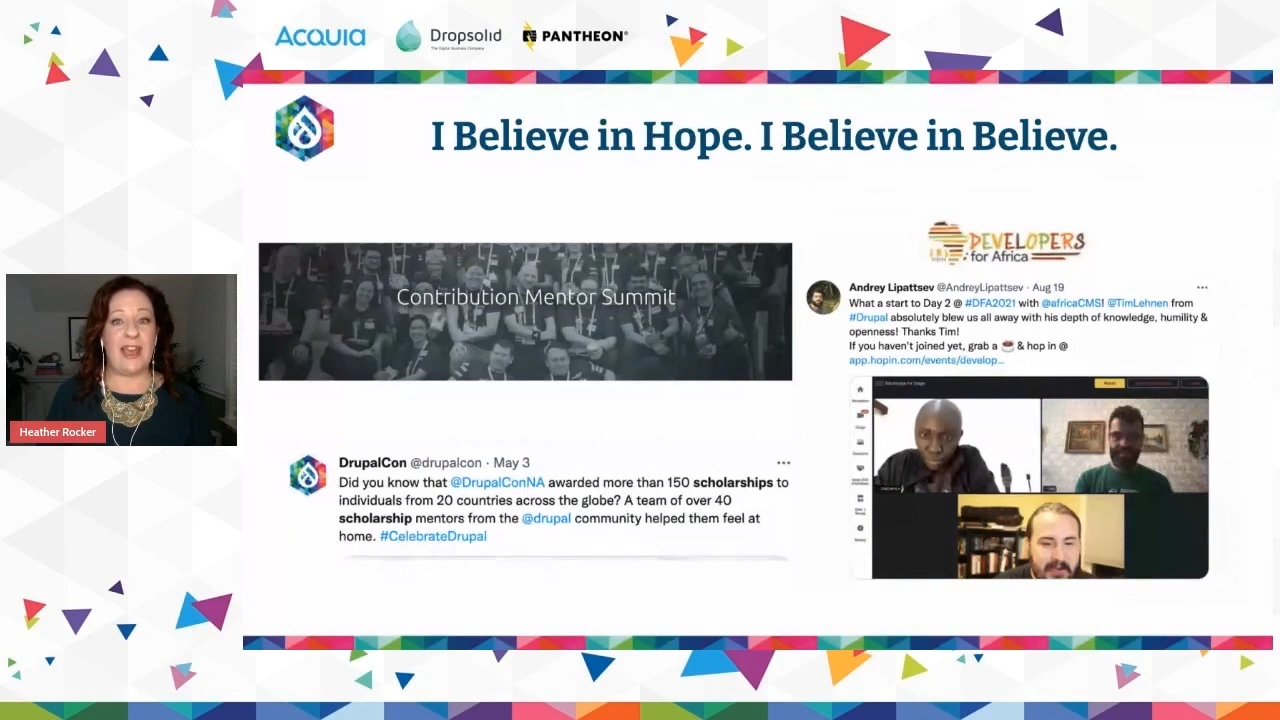 Acquia
Dropsolid
The Digital Business Company
PANTHEON®
I Believe in Hope. I Believe in Believe.
Contribution Mentor Summit
DEVELOPERS
for Africa
Andrey Lipattsev @AndreyLipattsev · Aug 19
What a start to Day 2 @ #DFA2021 with @africaCMS! @TimLehnen from
#Drupal absolutely blew us all away with his depth of knowledge, humility &
openness! Thanks Tim!
If you haven't joined yet, grab a ☕ & hop in @
app.hopin.com/events/develop...
Heather Rocker
DrupalCon @drupalcon · May 3
Did you know that @DrupalConNA awarded more than 150 scholarships to
individuals from 20 countries across the globe? A team of over 40
scholarship mentors from the @drupal community helped them feel at
home. #CelebrateDrupal